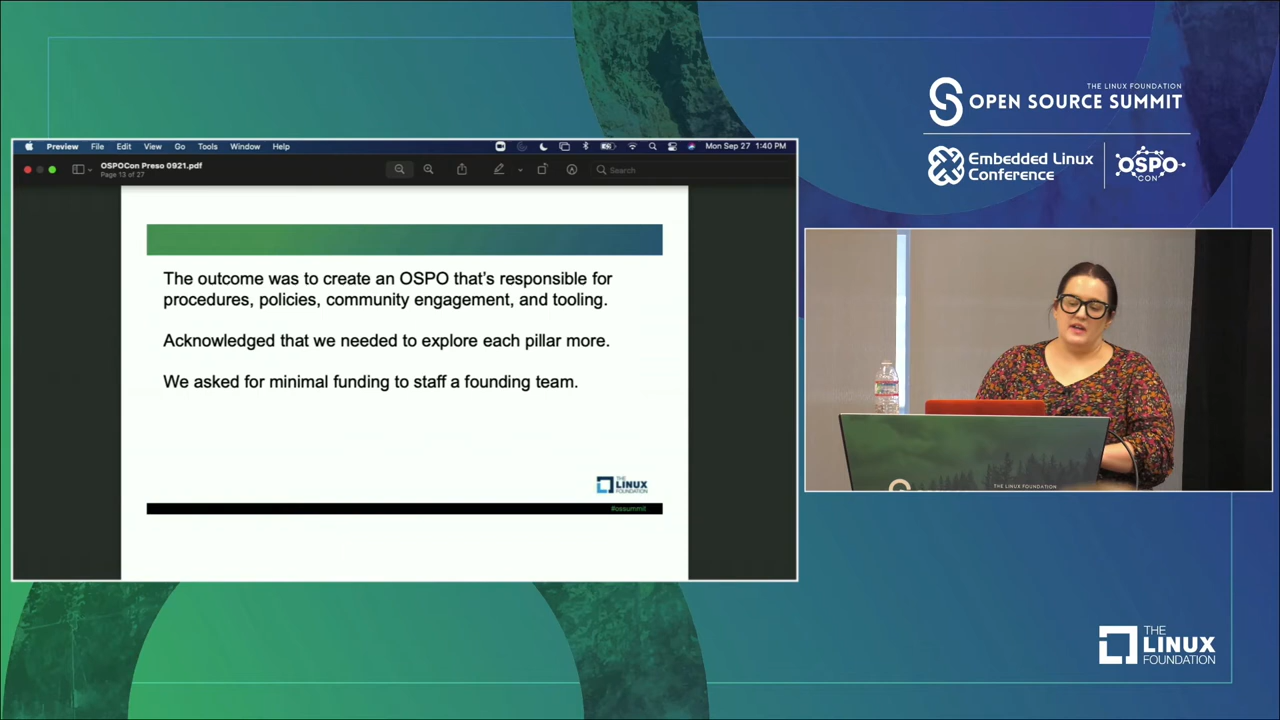 THE LINUX FOUNDATION
OPEN SOURCE SUMMIT
Embedded Linux
Conference
OSPO
CON
Preview File Edit View Go Tools Window Help
Mon Sep 27 1:40 PM
OSPOCon Preso 0921.pdf
Page 13 of 27
Search
The outcome was to create an OSPO that's responsible for
procedures, policies, community engagement, and tooling.
Acknowledged that we needed to explore each pillar more.
We asked for minimal funding to staff a founding team.
THE
LINUX
FOUNDATION
#ossummit
THE LINUX FOUNDATION
THE
LINUX
FOUNDATION